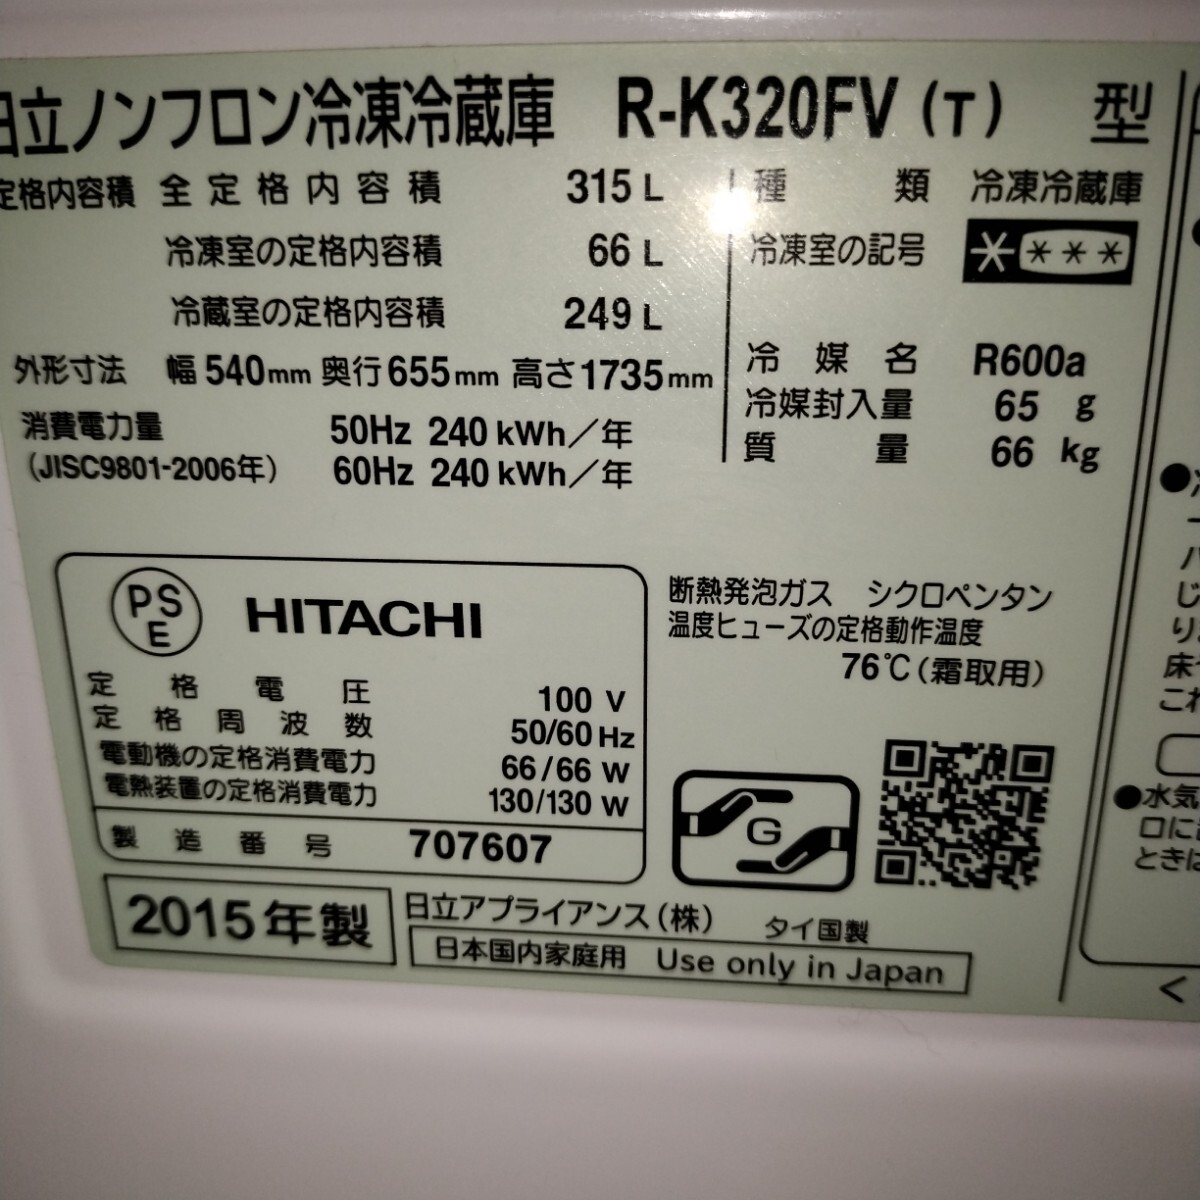 日立ノンフロン冷凍冷蔵庫 R-K320FV (T) 型
定格内容積 全定格内容積 315 L
冷凍室の定格内容積 66 L
冷蔵室の定格内容積 249 L
外形寸法 幅 540mm 奥行 655mm 高さ 1735mm
消費電力量 50Hz 240 kWh／年
(JISC9801-2006年) 60Hz 240 kWh／年
種類 冷凍冷蔵庫
冷凍室の記号 ****
冷媒名 R600a
冷媒封入量 65 g
質量 66 kg
PSE HITACHI
定格電圧 100 V
定格周波数 50/60 Hz
電動機の定格消費電力 66/66 W
電熱装置の定格消費電力 130/130 W
製造番号 707607
断熱発泡ガス シクロペンタン
温度ヒューズの定格動作温度
76℃(霜取用)
G
2015年製
日立アプライアンス(株) タイ国製
日本国内家庭用 Use only in Japan
床
これ
●水気
口に
ときは